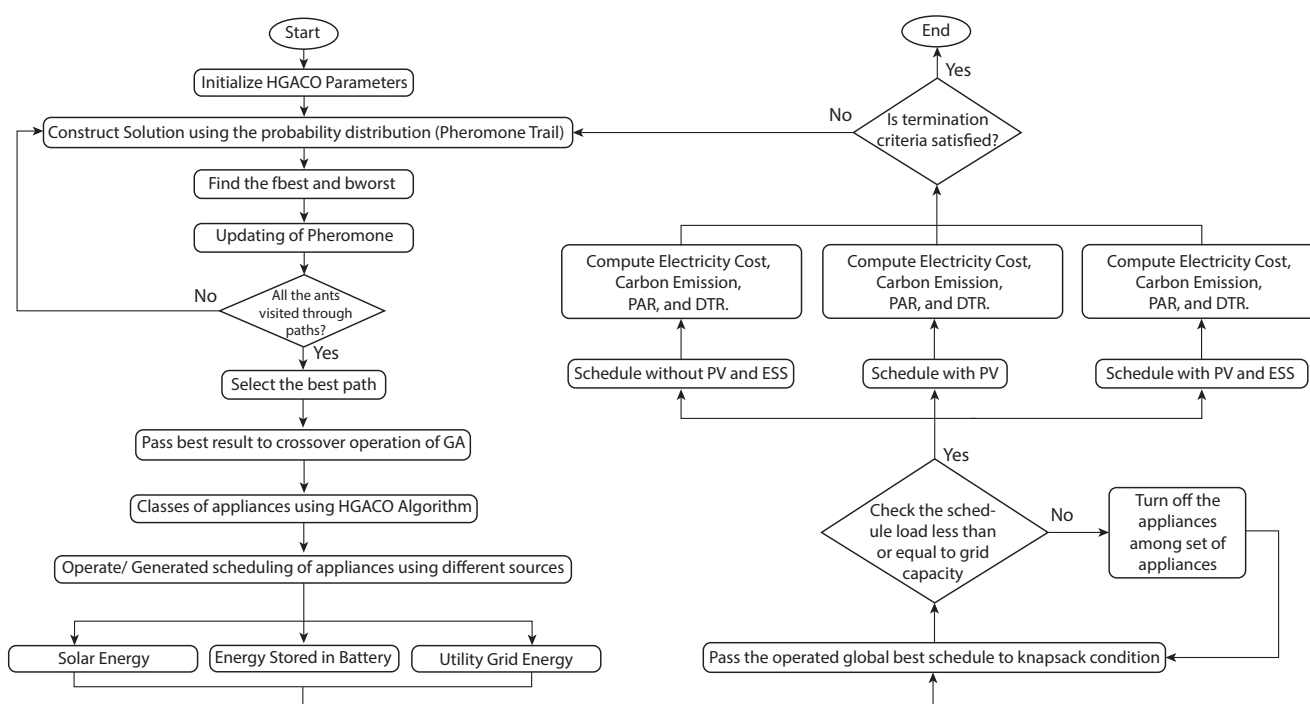 Start
Initialize HGACO Parameters
Construct Solution using the probability distribution (Pheromone Trail)
Find the fbest and bworst
Updating of Pheromone
All the ants
visited through
paths?
No
Yes
Select the best path
Pass best result to crossover operation of GA
Classes of appliances using HGACO Algorithm
Operate/ Generated scheduling of appliances using different sources
Solar Energy
Energy Stored in Battery
Utility Grid Energy
Pass the operated global best schedule to knapsack condition
Check the sched-
ule load less than
or equal to grid
capacity
No
Turn off the
appliances
among set of
appliances
Yes
Schedule without PV and ESS
Schedule with PV
Schedule with PV and ESS
Compute Electricity Cost,
Carbon Emission,
PAR, and DTR.
Compute Electricity Cost,
Carbon Emission,
PAR, and DTR.
Compute Electricity Cost,
Carbon Emission,
PAR, and DTR.
Is termination
criteria satisfied?
No
Yes
End